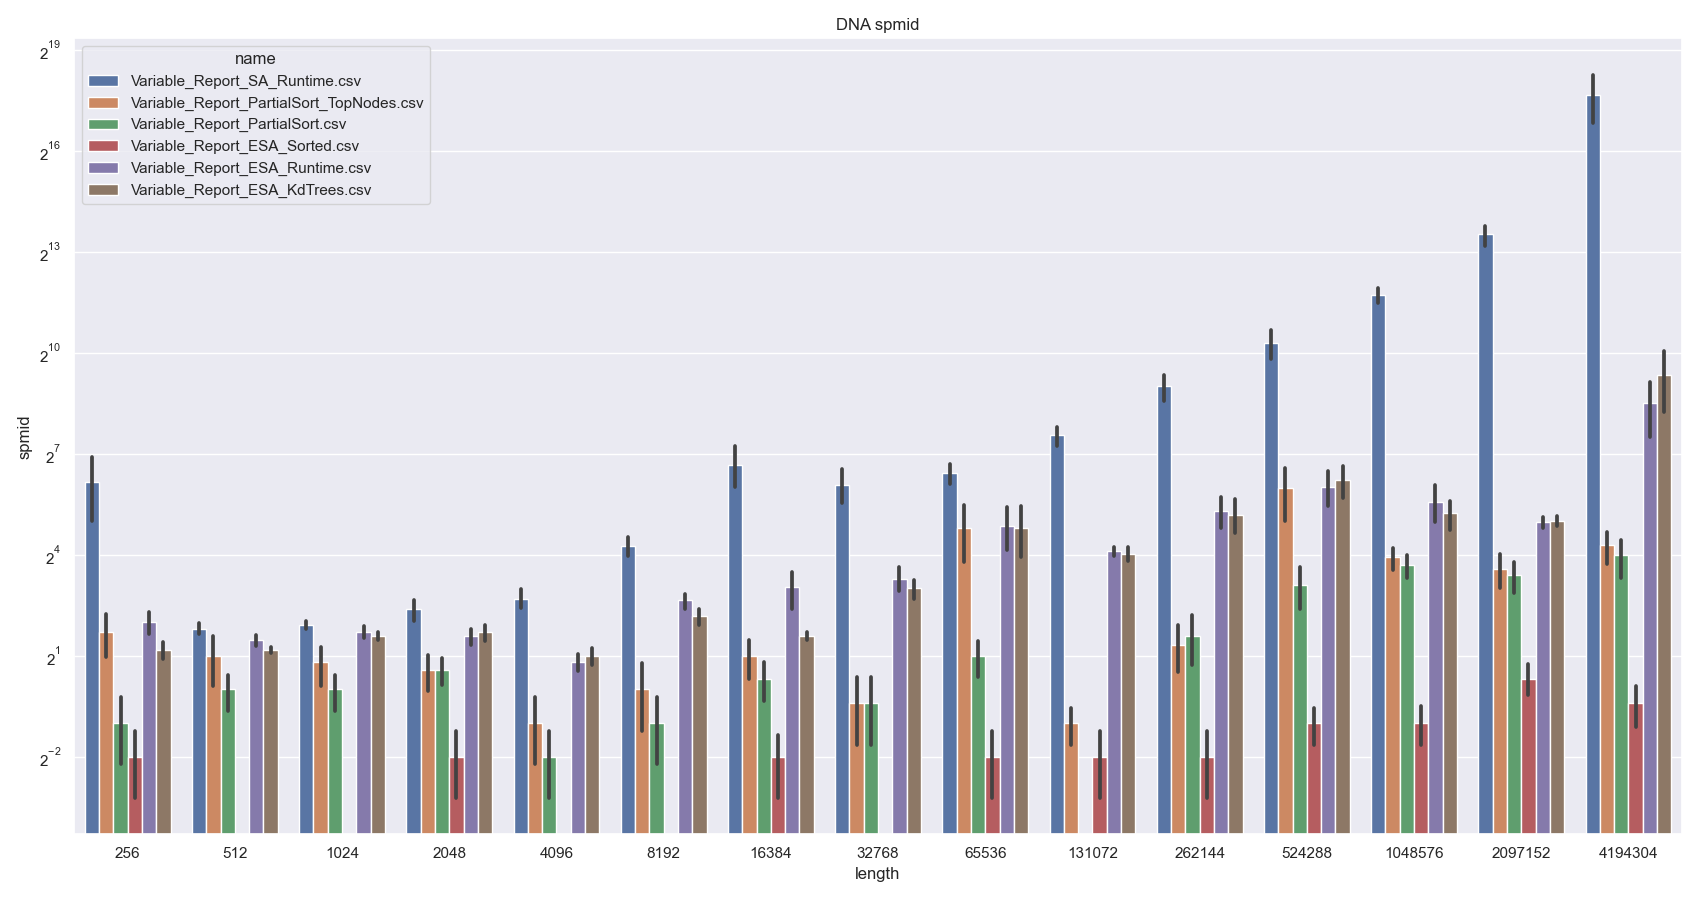 DNA spmid
name
Variable_Report_SA_Runtime.csv
Variable_Report_PartialSort_TopNodes.csv
Variable_Report_PartialSort.csv
Variable_Report_ESA_Sorted.csv
Variable_Report_ESA_Runtime.csv
Variable_Report_ESA_KdTrees.csv
2^19
2^16
2^13
2^10
2^7
2^4
2^1
2^−2
spmid
256 512 1024 2048 4096 8192 16384 32768 65536 131072 262144 524288 1048576 2097152 4194304
length